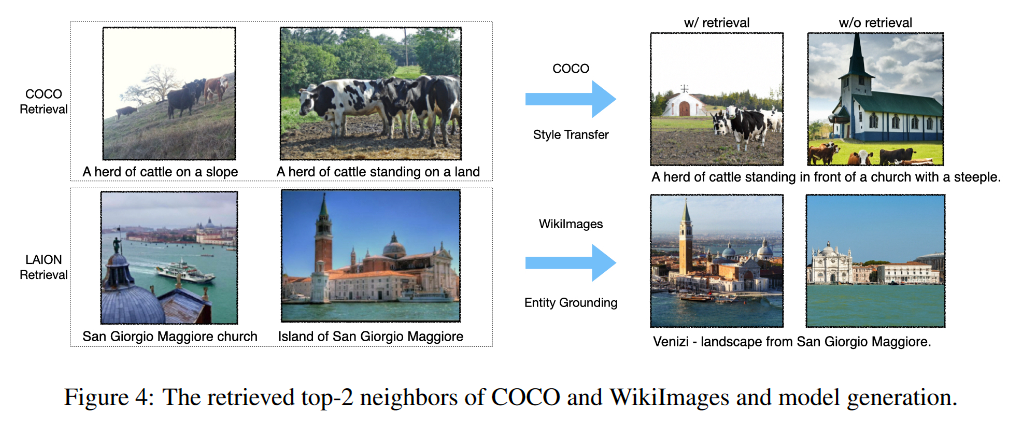 w/ retrieval
w/o retrieval
COCO
Retrieval
A herd of cattle on a slope
A herd of cattle standing on a land
COCO
Style Transfer
A herd of cattle standing in front of a church with a steeple.
LAION
Retrieval
San Giorgio Maggiore church
Island of San Giorgio Maggiore
WikiImages
Entity Grounding
Venizi - landscape from San Giorgio Maggiore.
Figure 4: The retrieved top-2 neighbors of COCO and WikiImages and model generation.